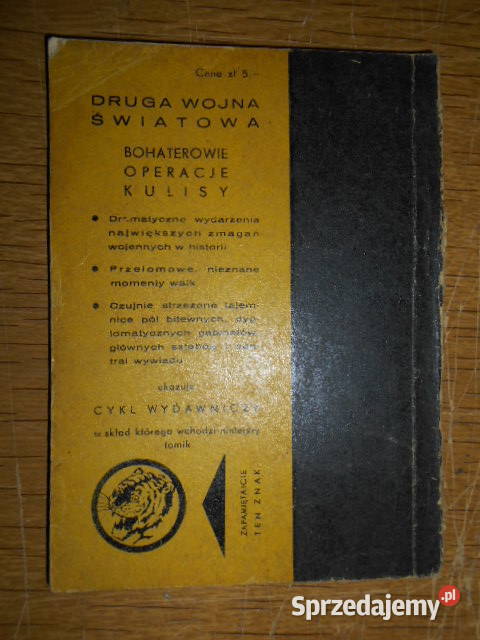 Cena zł 5.–
DRUGA WOJNA
ŚWIATOWA
BOHATEROWIE
OPERACJE
KULISY
● Dramatyczne wydarzenia
największych zmagań
wojennych w historii
● Przełomowe, nieznane
momenty walk
● Czujnie strzeżone tajem-
nice pól bitewnych, dyp-
lomatycznych gabinetów,
głównych sztabów i cen-
tral wywiadu
ukazuje
CYKL WYDAWNICZY
w skład którego wchodzi niniejszy
tomik
ZAPAMIĘTAJCIE
TEN ZNAK
Sprzedajemy.pl